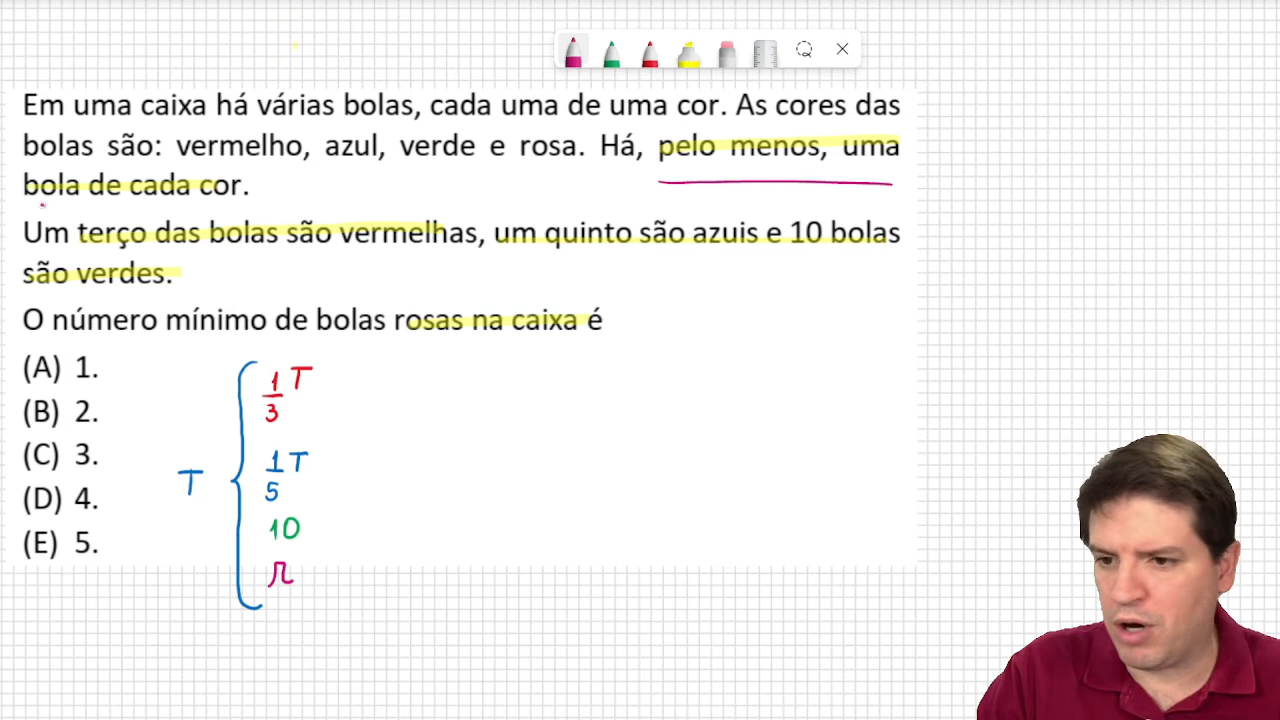 Em uma caixa há várias bolas, cada uma de uma cor. As cores das
bolas são: vermelho, azul, verde e rosa. Há, pelo menos, uma
bola de cada cor.
Um terço das bolas são vermelhas, um quinto são azuis e 10 bolas
são verdes.
O número mínimo de bolas rosas na caixa é
(A) 1.
(B) 2.
(C) 3.
(D) 4.
(E) 5.
T
1/3 T
1/5 T
10
r